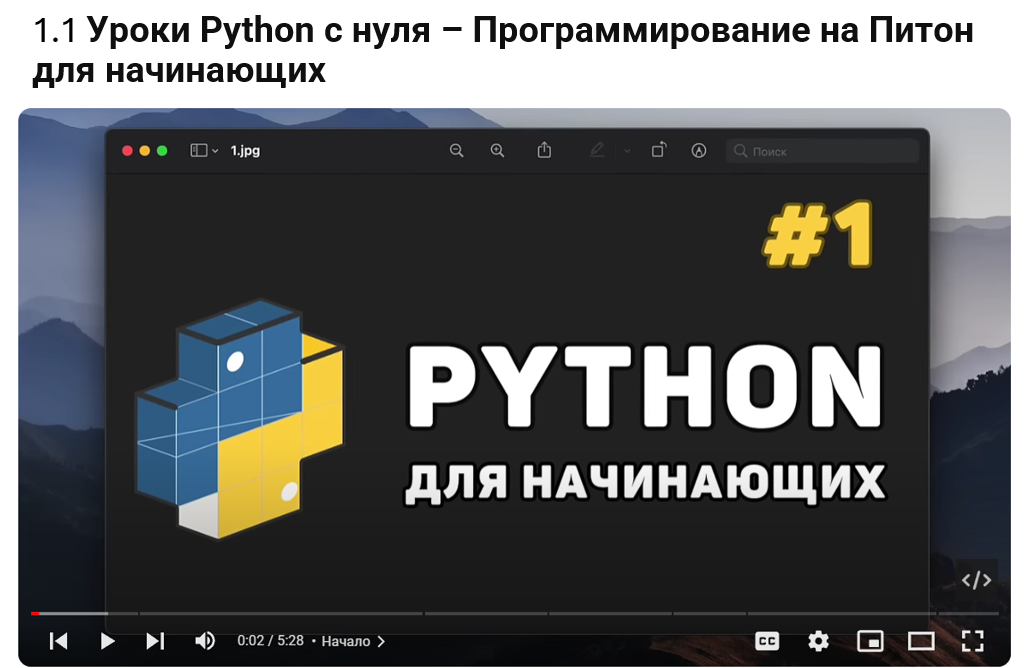 1.1 Уроки Python с нуля – Программирование на Питон
для начинающих
1.jpg
Поиск
#1
PYTHON
ДЛЯ НАЧИНАЮЩИХ
</>
0:02 / 5:28 • Начало >
CC